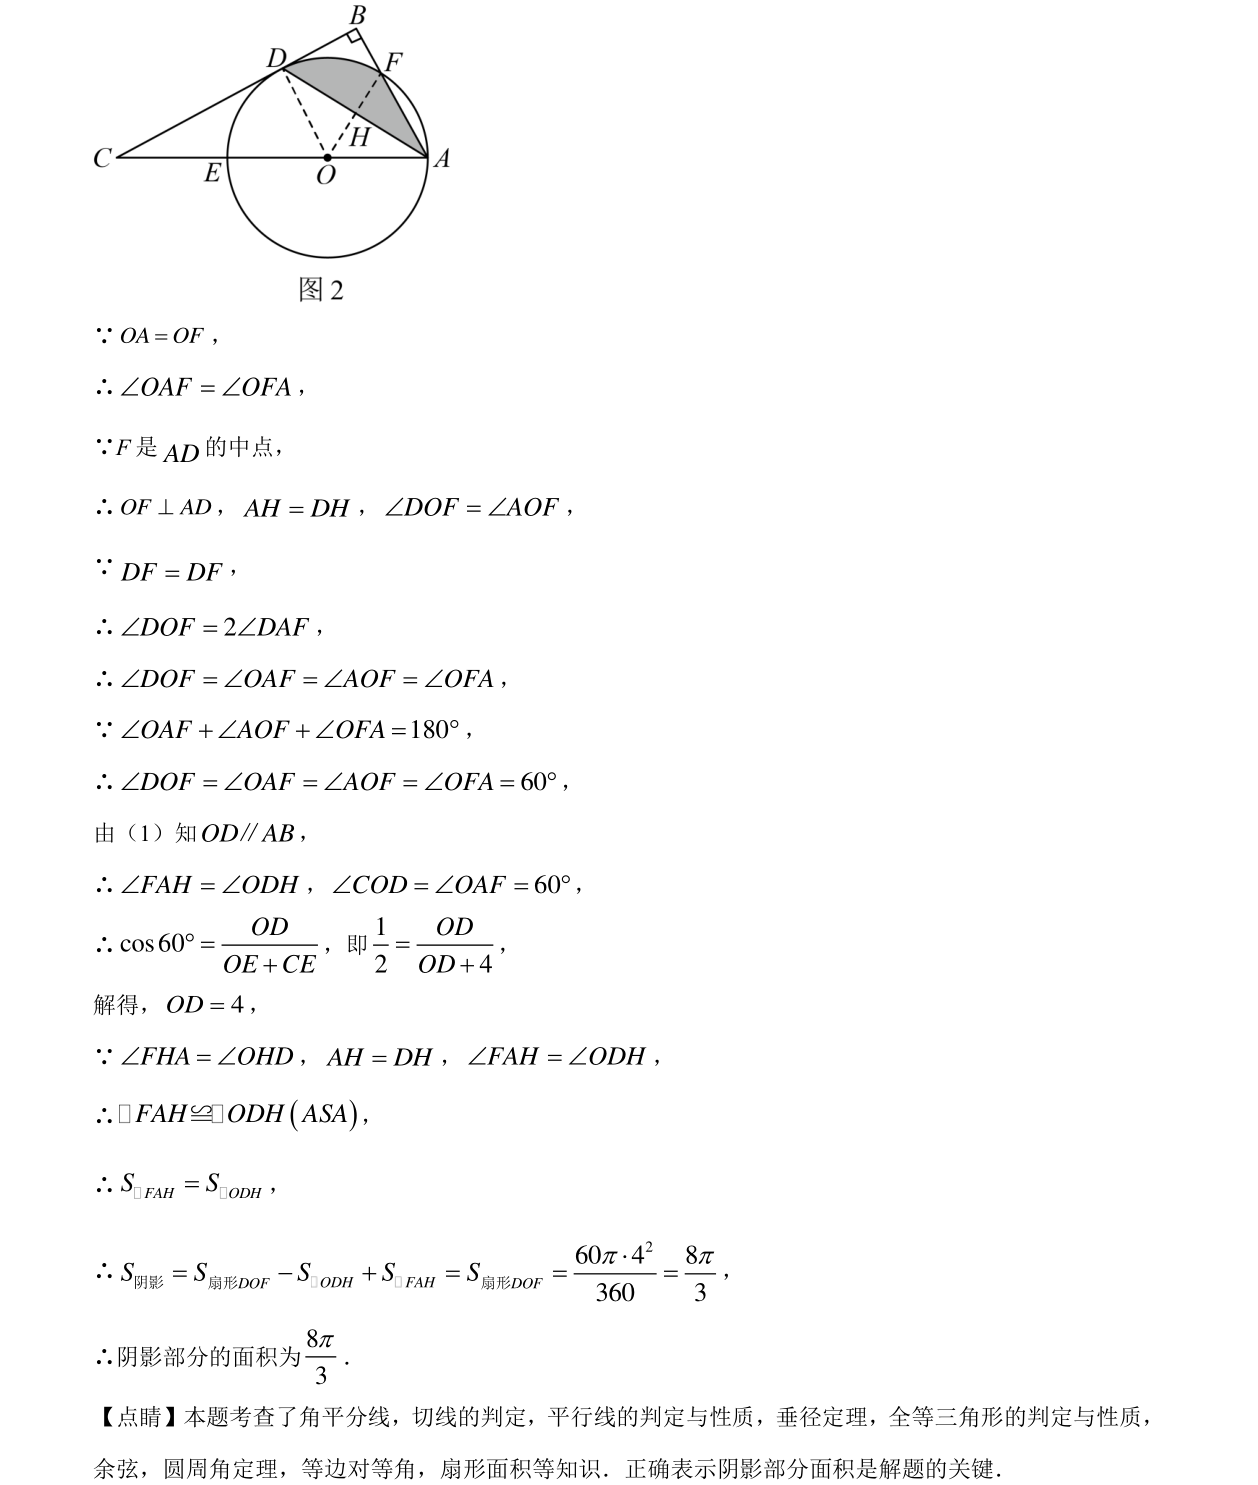 B
D
F
H
C
E
O
A
图 2
∵ OA = OF，
∴ ∠OAF = ∠OFA，
∵F 是 AD 的中点，
∴ OF ⊥ AD， AH = DH， ∠DOF = ∠AOF，
∵ DF = DF，
∴ ∠DOF = 2∠DAF，
∴ ∠DOF = ∠OAF = ∠AOF = ∠OFA，
∵ ∠OAF + ∠AOF + ∠OFA = 180°，
∴ ∠DOF = ∠OAF = ∠AOF = ∠OFA = 60°，
由（1）知 OD// AB，
∴ ∠FAH = ∠ODH， ∠COD = ∠OAF = 60°，
∴ cos 60° = OD/(OE + CE)，即 1/2 = OD/(OD + 4)，
解得， OD = 4，
∵ ∠FHA = ∠OHD， AH = DH， ∠FAH = ∠ODH，
∴ □FAH≌□ODH (ASA)，
∴ S□FAH = S□ODH，
∴ S阴影 = S扇形DOF − S□ODH + S□FAH = S扇形DOF = 60π·4²/360 = 8π/3，
∴阴影部分的面积为 8π/3．
【点睛】本题考查了角平分线，切线的判定，平行线的判定与性质，垂径定理，全等三角形的判定与性质，
余弦，圆周角定理，等边对等角，扇形面积等知识．正确表示阴影部分面积是解题的关键．